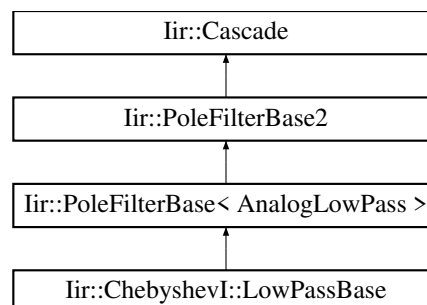 Iir::Cascade
Iir::PoleFilterBase2
Iir::PoleFilterBase< AnalogLowPass >
Iir::ChebyshevI::LowPassBase